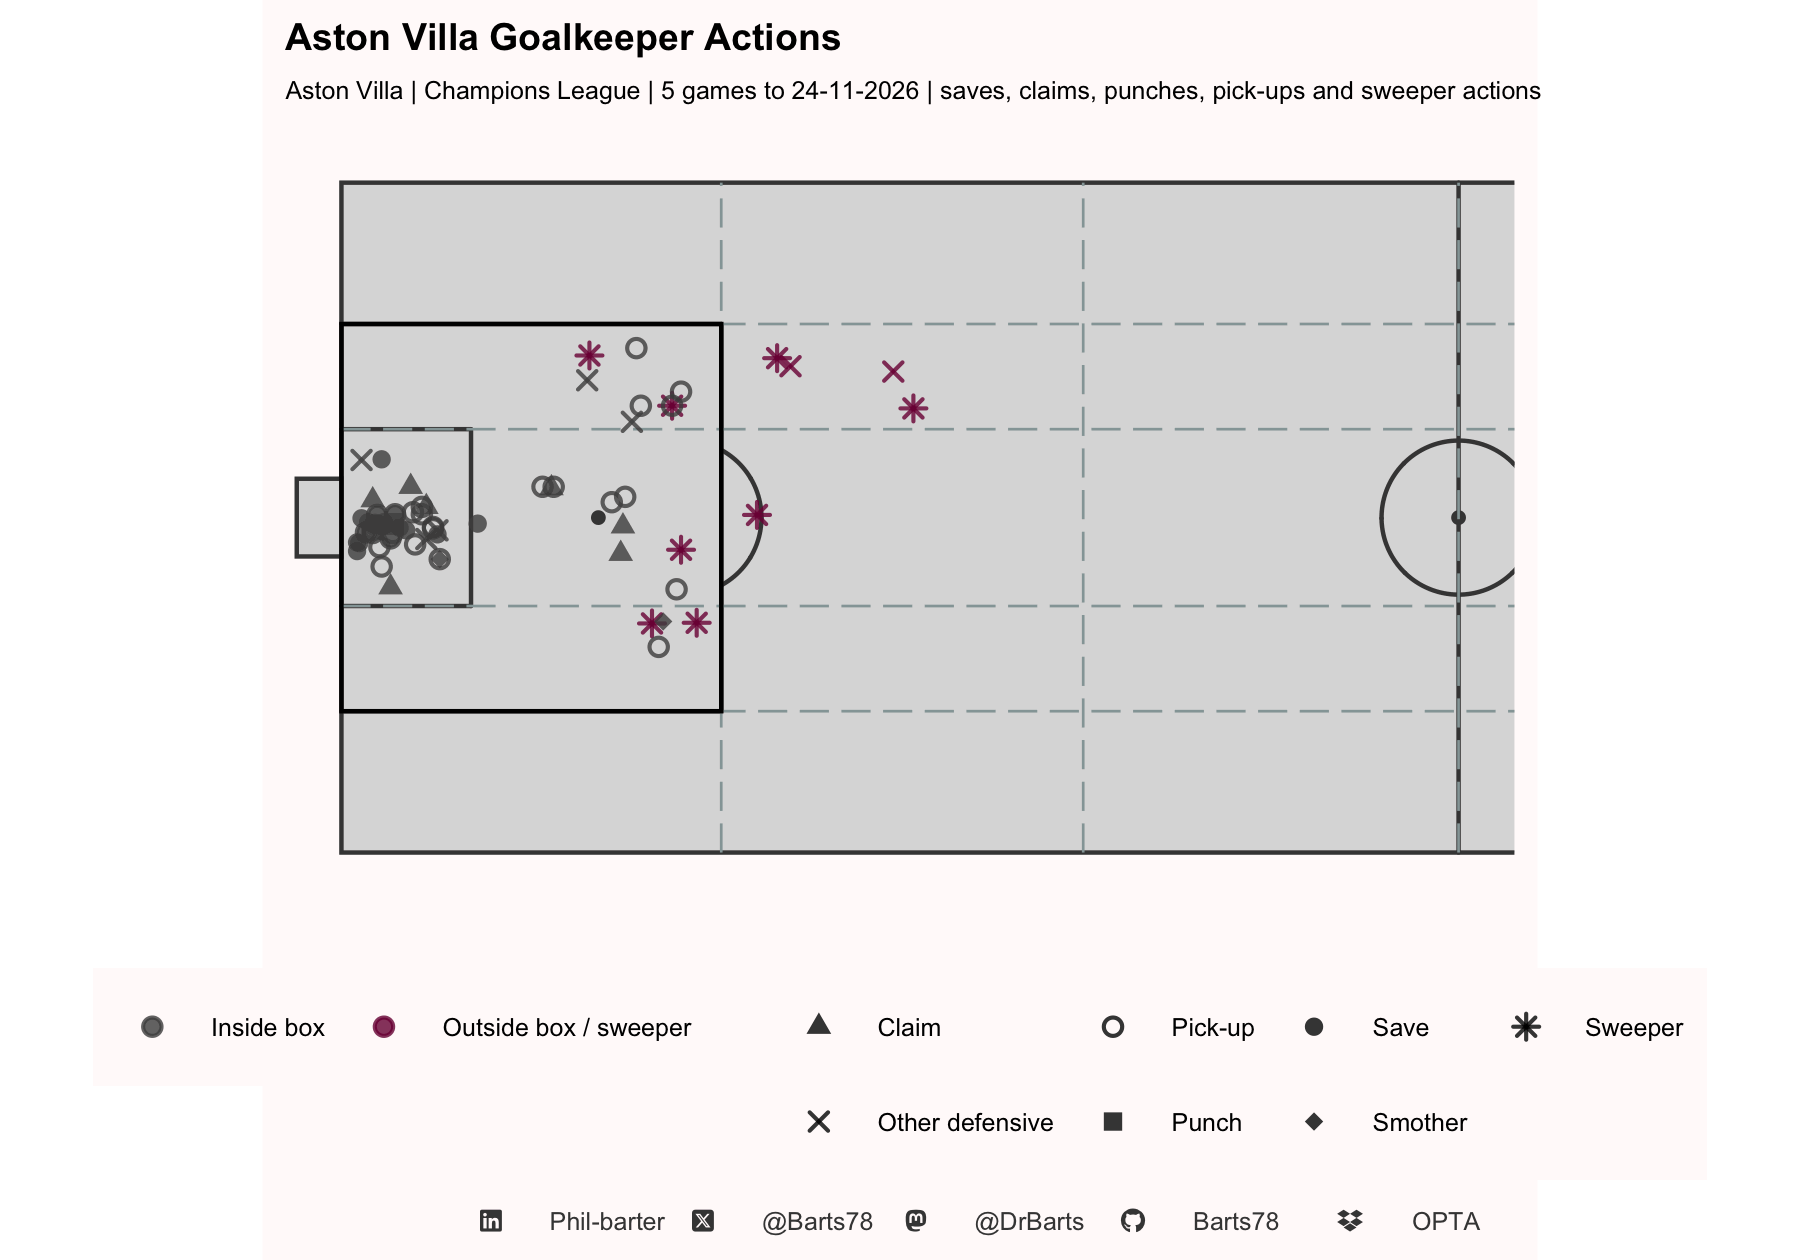 Aston Villa Goalkeeper Actions
Aston Villa | Champions League | 5 games to 24-11-2026 | saves, claims, punches, pick-ups and sweeper actions
Inside box Outside box / sweeper Claim Pick-up Save Sweeper
Other defensive Punch Smother
Phil-barter @Barts78 @DrBarts Barts78 OPTA